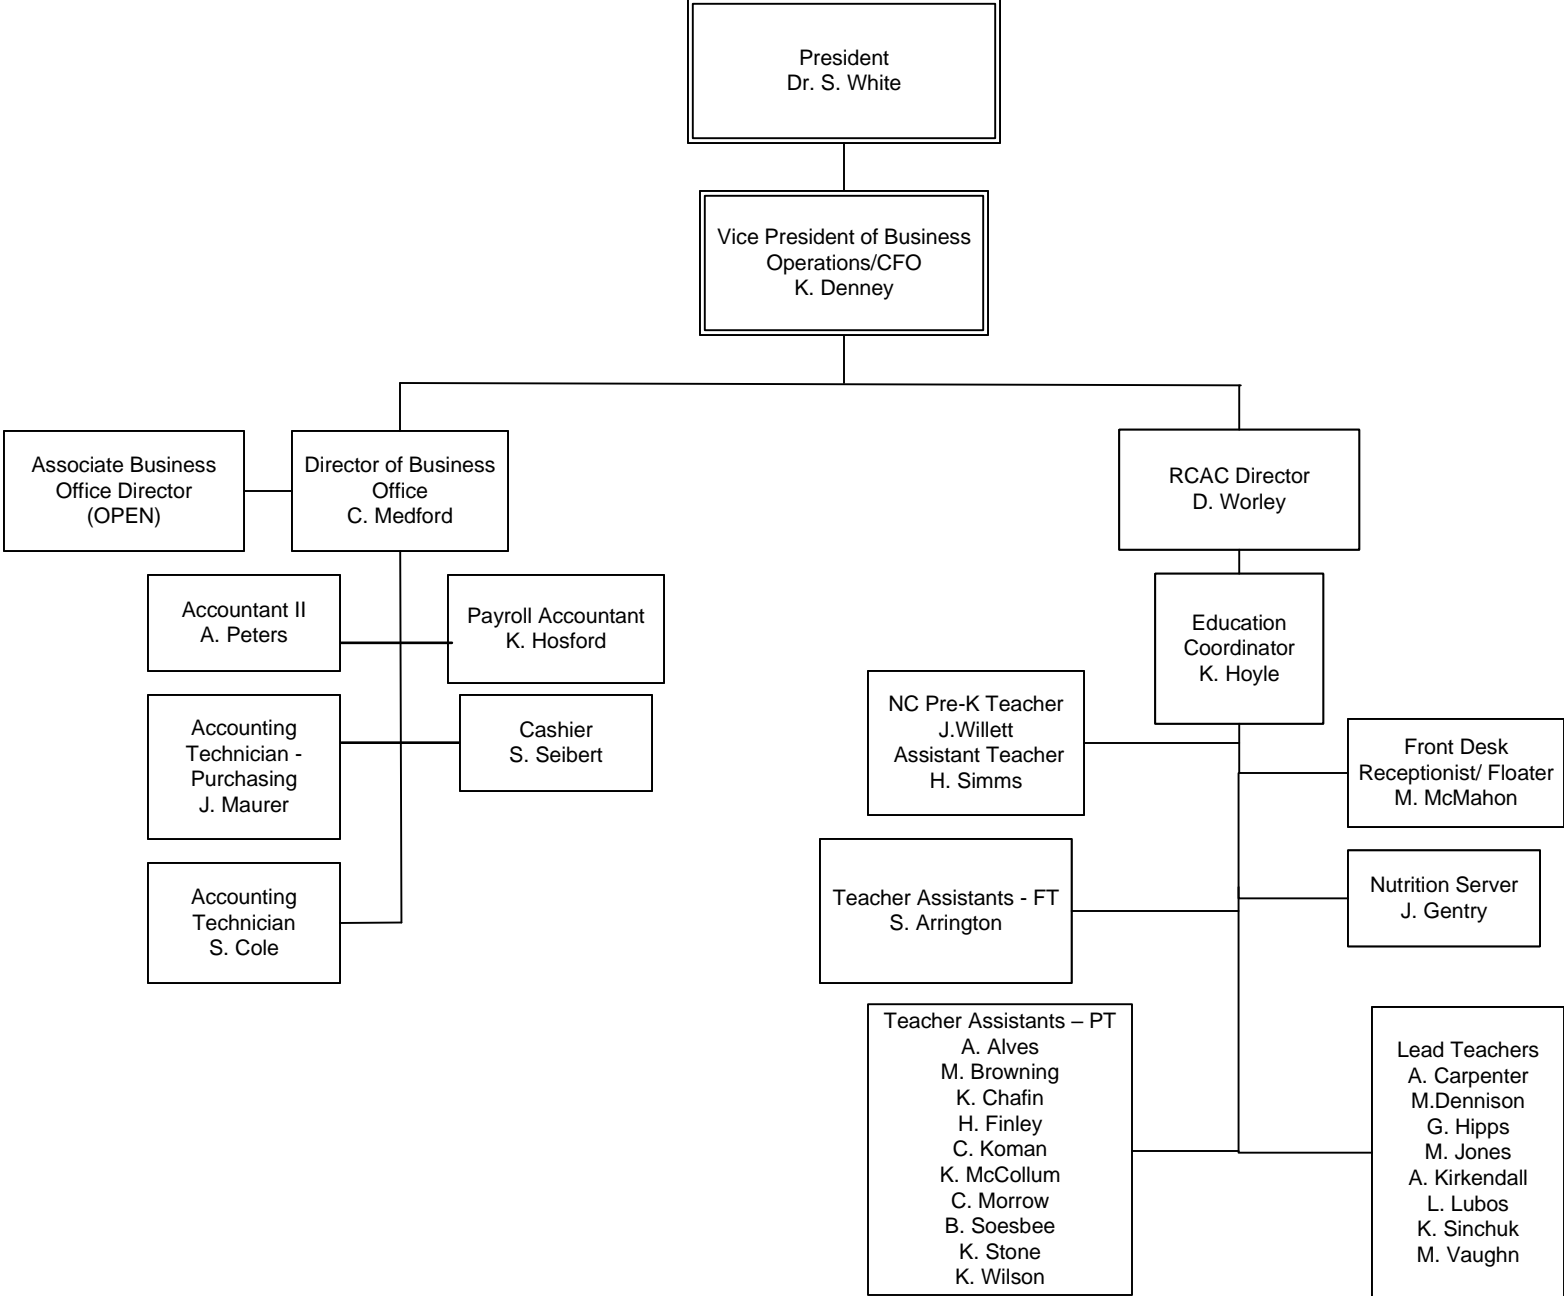 President
Dr. S. White
Vice President of Business
Operations/CFO
K. Denney
Associate Business
Office Director
(OPEN)
Director of Business
Office
C. Medford
RCAC Director
D. Worley
Accountant II
A. Peters
Payroll Accountant
K. Hosford
Education
Coordinator
K. Hoyle
Accounting
Technician -
Purchasing
J. Maurer
Cashier
S. Seibert
NC Pre-K Teacher
J.Willett
Assistant Teacher
H. Simms
Front Desk
Receptionist/ Floater
M. McMahon
Accounting
Technician
S. Cole
Teacher Assistants - FT
S. Arrington
Nutrition Server
J. Gentry
Teacher Assistants – PT
A. Alves
M. Browning
K. Chafin
H. Finley
C. Koman
K. McCollum
C. Morrow
B. Soesbee
K. Stone
K. Wilson
Lead Teachers
A. Carpenter
M.Dennison
G. Hipps
M. Jones
A. Kirkendall
L. Lubos
K. Sinchuk
M. Vaughn